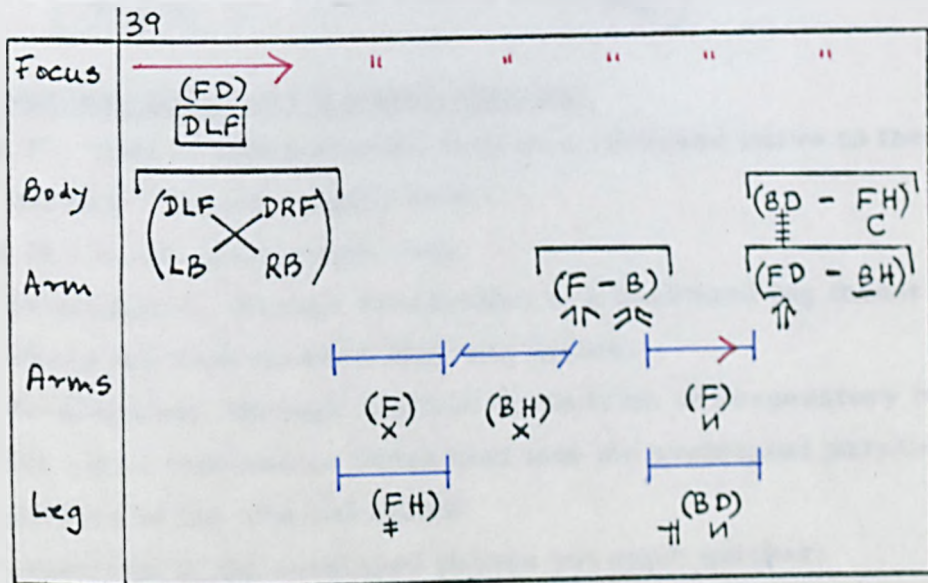 39
Focus " " " " "
(FD)
DLF
Body (DLF DRF (BD - FH)
LB RB) C
Arm (F - B) (FD - BH)
Arms
(F) (BH) (F)
Leg (FH) (BD)